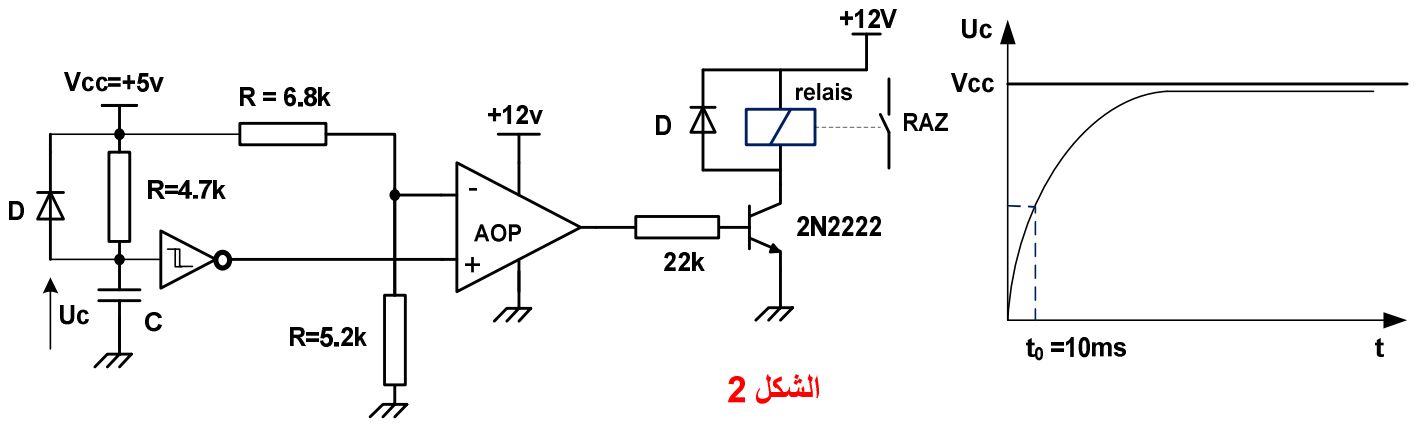 Vcc=+5v
R = 6.8k
R=4.7k
D
Uc
C
R=5.2k
+12v
-
AOP
+
22k
2N2222
D
+12V
relais
RAZ
Uc
Vcc
t₀ =10ms
t
الشكل 2